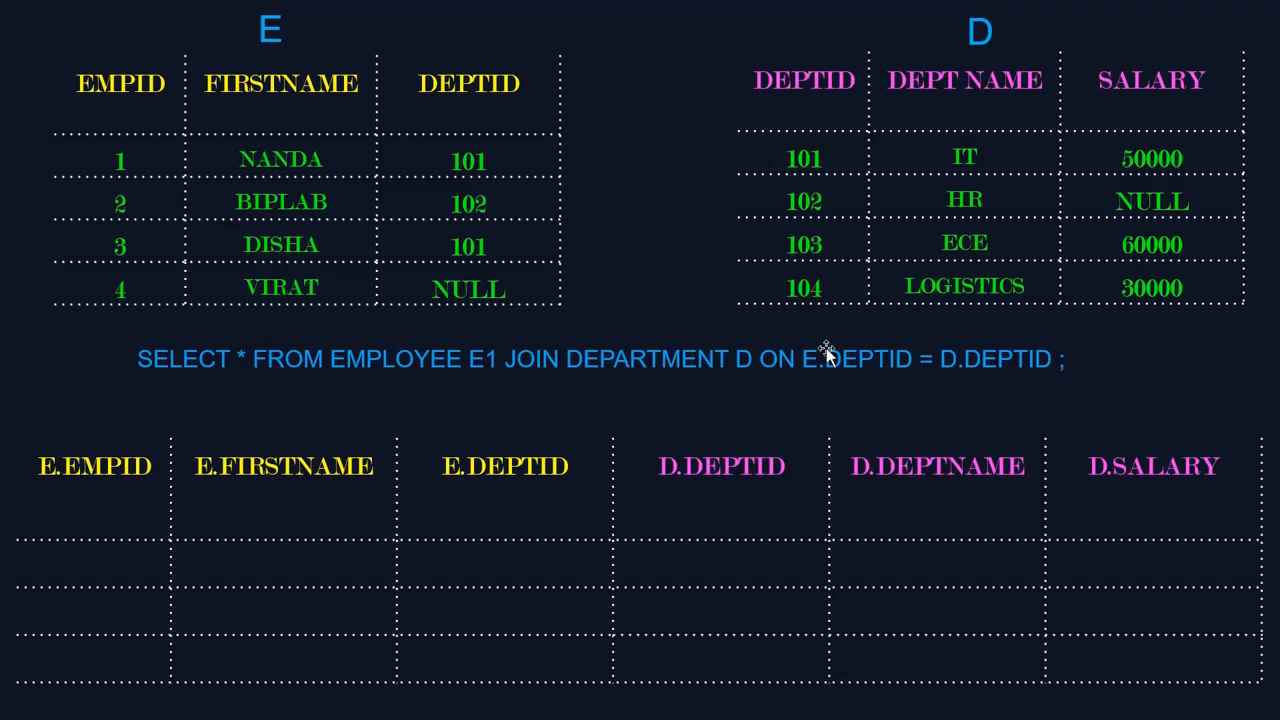 E D
EMPID FIRSTNAME DEPTID DEPTID DEPT NAME SALARY
1 NANDA 101 101 IT 50000
2 BIPLAB 102 102 HR NULL
3 DISHA 101 103 ECE 60000
4 VIRAT NULL 104 LOGISTICS 30000
SELECT * FROM EMPLOYEE E1 JOIN DEPARTMENT D ON E.DEPTID = D.DEPTID ;
E.EMPID E.FIRSTNAME E.DEPTID D.DEPTID D.DEPTNAME D.SALARY